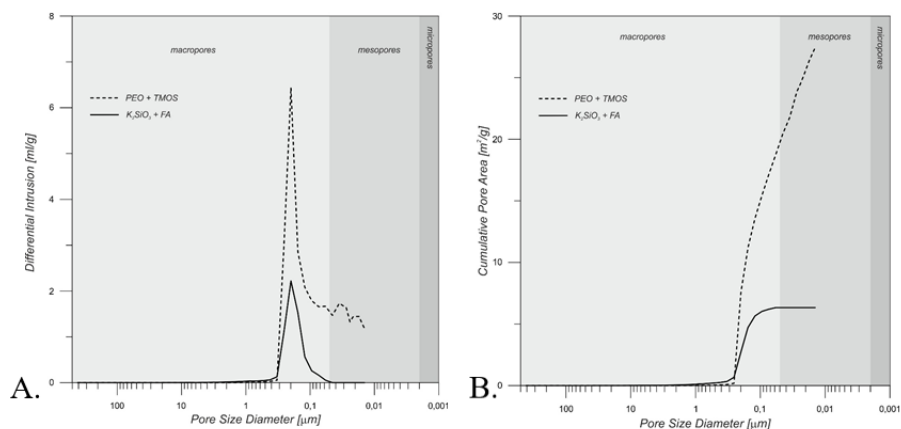 A.
8
6
4
2
0
Differential Intrusion [ml/g]
macropores
mesopores
micropores
PEO + TMOS
K₂SiO₃ + FA
100
10
1
0,1
0,01
0,001
Pore Size Diameter [μm]
B.
30
20
10
0
Cumulative Pore Area [m²/g]
macropores
mesopores
micropores
PEO + TMOS
K₂SiO₃ + FA
100
10
1
0,1
0,01
0,001
Pore Size Diameter [μm]